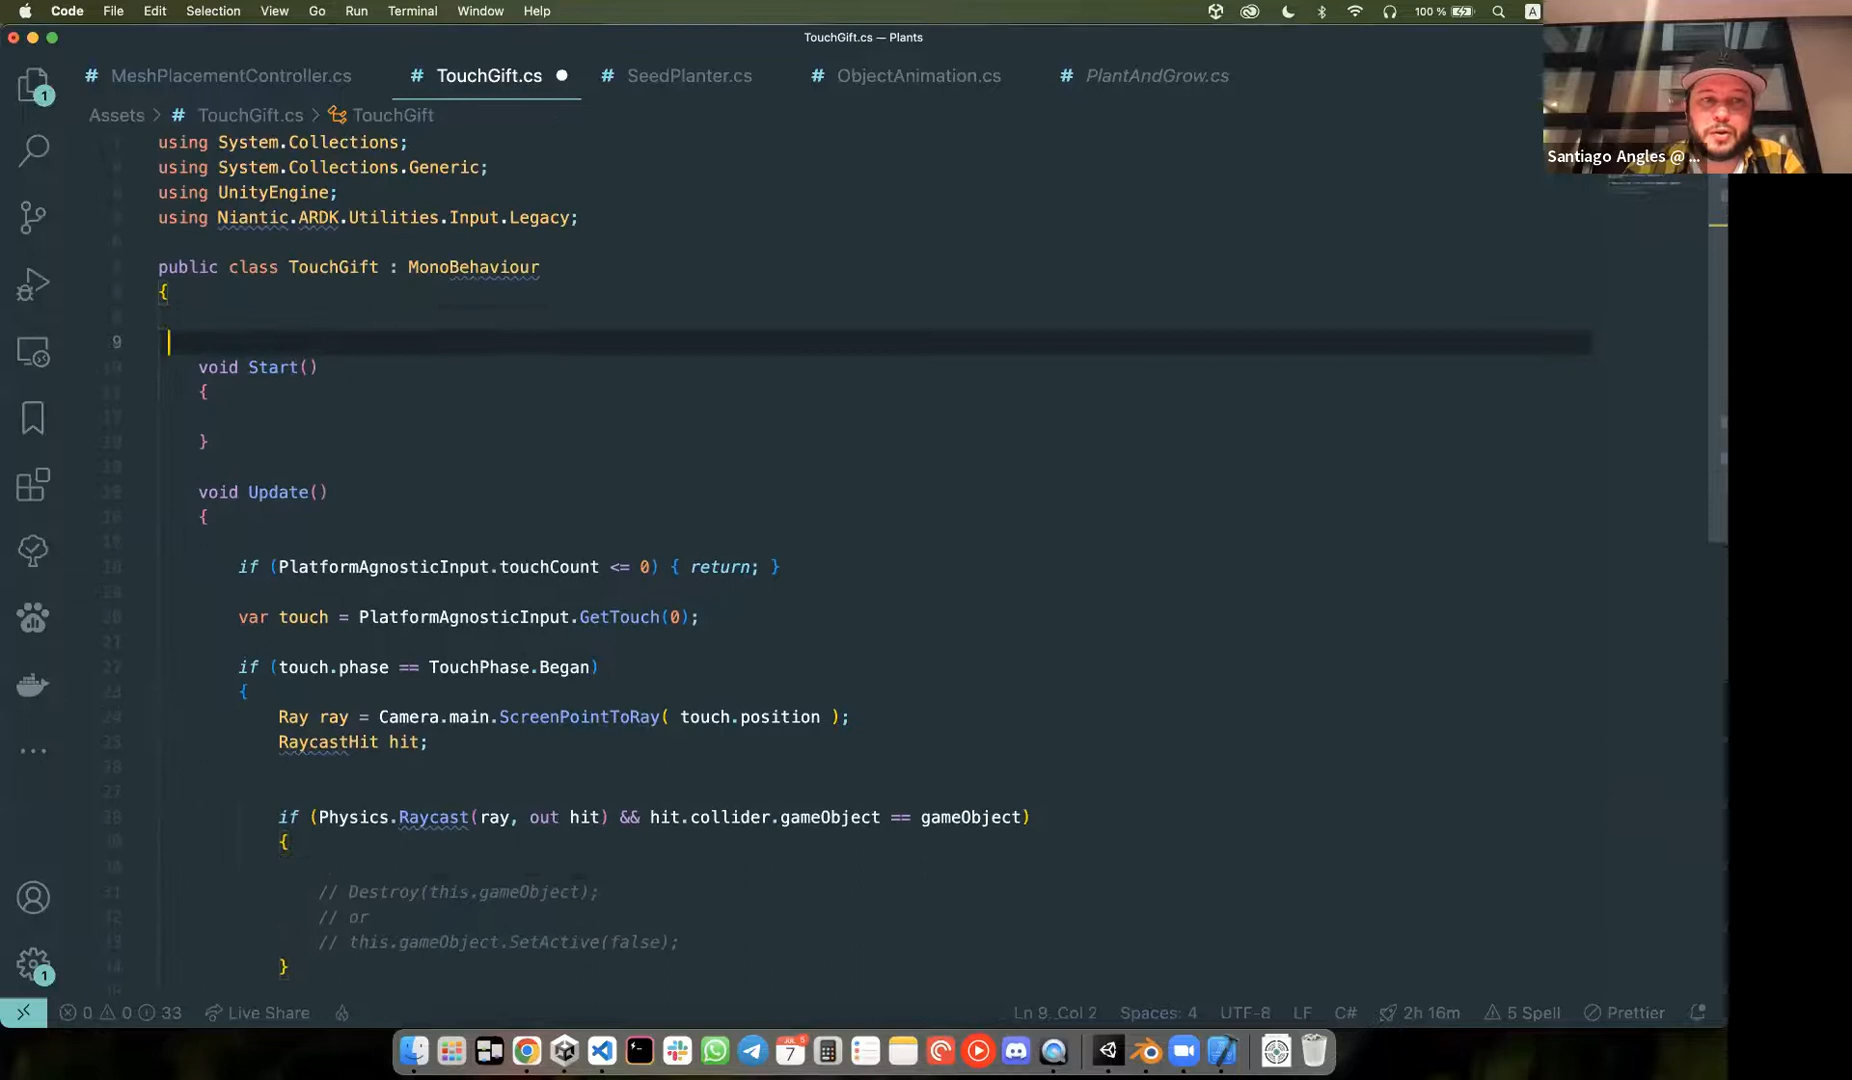 Code File Edit Selection View Go Run Terminal Window Help 100 % A
TouchGift.cs — Plants
MeshPlacementController.cs TouchGift.cs SeedPlanter.cs ObjectAnimation.cs PlantAndGrow.cs
Assets > # TouchGift.cs > TouchGift
using System.Collections;
using System.Collections.Generic;
using UnityEngine;
using Niantic.ARDK.Utilities.Input.Legacy;
public class TouchGift : MonoBehaviour
{
9
void Start()
{
}
void Update()
{
if (PlatformAgnosticInput.touchCount <= 0) { return; }
var touch = PlatformAgnosticInput.GetTouch(0);
if (touch.phase == TouchPhase.Began)
{
Ray ray = Camera.main.ScreenPointToRay( touch.position );
RaycastHit hit;
if (Physics.Raycast(ray, out hit) && hit.collider.gameObject == gameObject)
{
// Destroy(this.gameObject);
// or
// this.gameObject.SetActive(false);
}
0 0 33 Live Share Ln 9, Col 2 Spaces: 4 UTF-8 LF C# 2h 16m 5 Spell Prettier
Santiago Angles @ ...
1
1
7